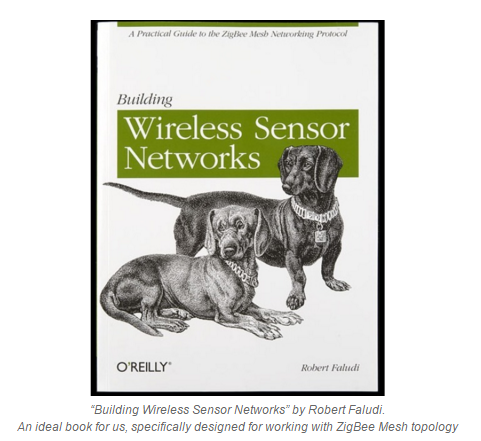 A Practical Guide to the ZigBee Mesh Networking Protocol
Building
Wireless Sensor
Networks
O'REILLY®
Robert Faludi
“Building Wireless Sensor Networks” by Robert Faludi.
An ideal book for us, specifically designed for working with ZigBee Mesh topology